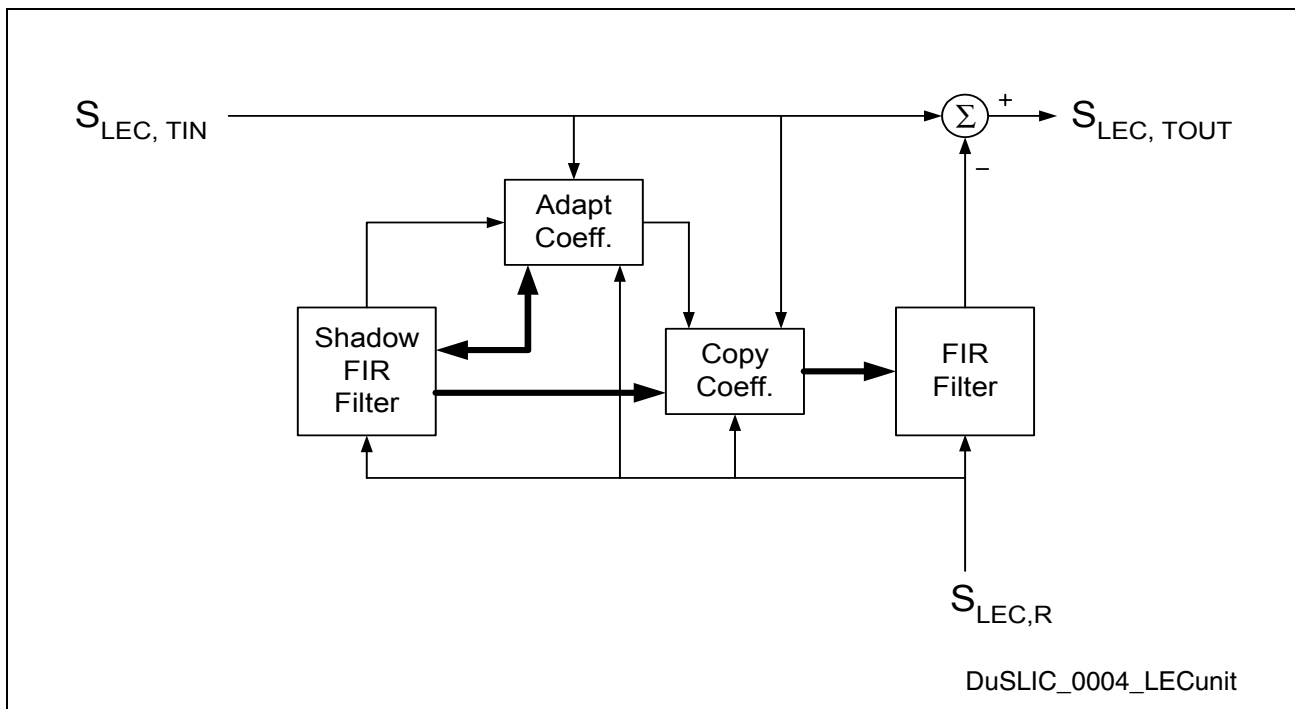 S_LEC, TIN
Σ
+
S_LEC, TOUT
−
Adapt
Coeff.
Shadow
FIR
Filter
Copy
Coeff.
FIR
Filter
S_LEC,R
DuSLIC_0004_LECunit